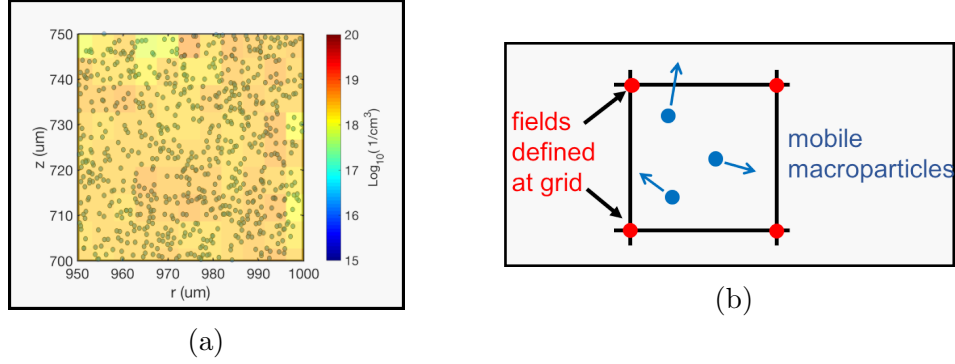 750
740
730
720
710
700
z (um)
950 960 970 980 990 1000
r (um)
20
19
18
17
16
15
Log10( 1/cm3)
(a)
fields
defined
at grid
mobile
macroparticles
(b)